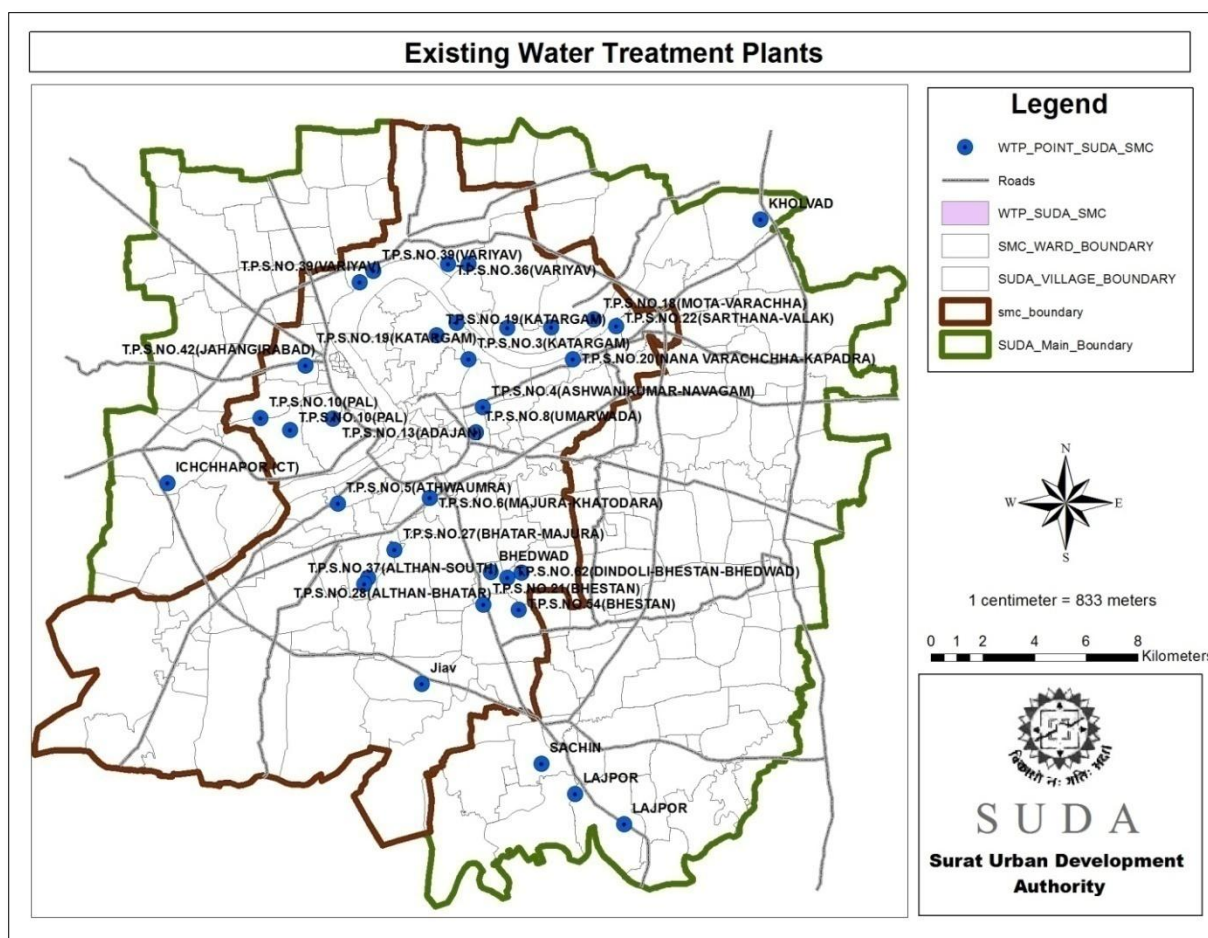 Existing Water Treatment Plants
KHOLVAD
T.P.S.NO.39(VARIYAV)
T.P.S.NO.39(VARIYAV)
T.P.S.NO.36(VARIYAV)
T.P.S.NO.18(MOTA-VARACHHA)
T.P.S.NO.19(KATARGAM)
T.P.S.NO.22(SARTHANA-VALAK)
T.P.S.NO.19(KATARGAM)
T.P.S.NO.3(KATARGAM)
T.P.S.NO.42(JAHANGIRABAD)
T.P.S.NO.20(NANA VARACHCHHA-KAPADRA)
T.P.S.NO.4(ASHWANIKUMAR-NAVAGAM)
T.P.S.NO.10(PAL)
T.P.S.NO.10(PAL)
T.P.S.NO.8(UMARWADA)
T.P.S.NO.13(ADAJAN)
ICHCHHAPOR (CT)
T.P.S.NO.5(ATHWAUMRA)
T.P.S.NO.6(MAJURA-KHATODARA)
T.P.S.NO.27(BHATAR-MAJURA)
BHEDWAD
T.P.S.NO.37(ALTHAN-SOUTH)
T.P.S.NO.62(DINDOLI-BHESTAN-BHEDWAD)
T.P.S.NO.28(ALTHAN-BHATAR)
T.P.S.NO.21(BHESTAN)
T.P.S.NO.54(BHESTAN)
Jiav
SACHIN
LAJPOR
LAJPOR
Legend
WTP_POINT_SUDA_SMC
Roads
WTP_SUDA_SMC
SMC_WARD_BOUNDARY
SUDA_VILLAGE_BOUNDARY
smc_boundary
SUDA_Main_Boundary
N
W E
S
1 centimeter = 833 meters
0 1 2 4 6 8
Kilometers
SUDA
Surat Urban Development
Authority